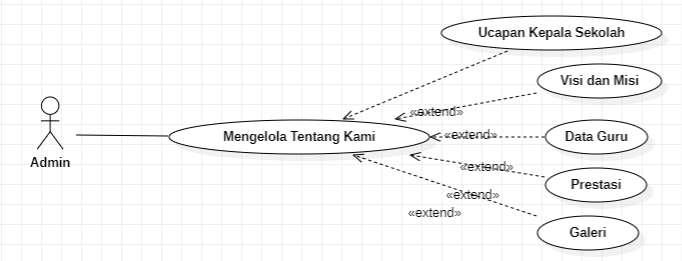 Ucapan Kepala Sekolah
Visi dan Misi
«extend»
Admin
Mengelola Tentang Kami
«extend»
Data Guru
«extend»
Prestasi
«extend»
«extend»
Galeri